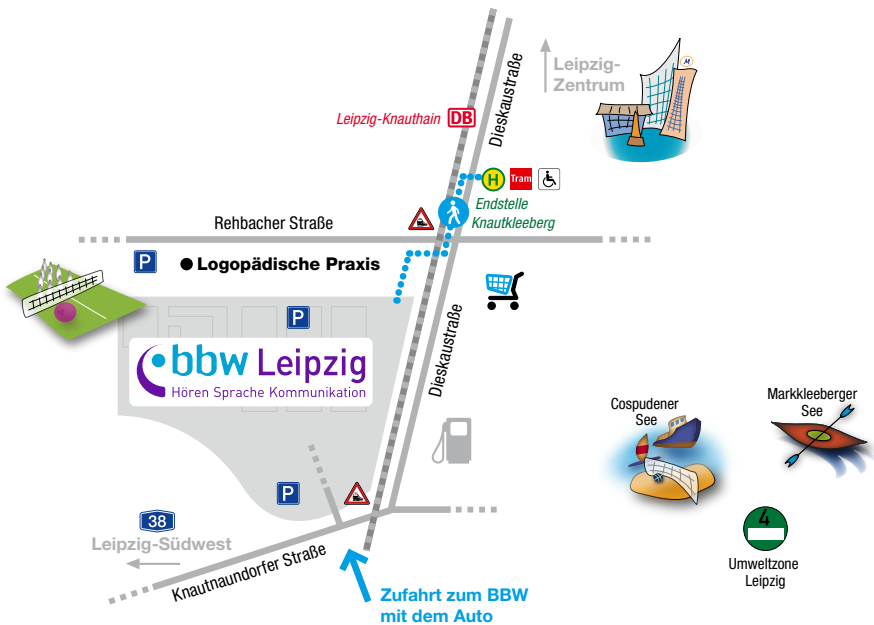 Leipzig-
Zentrum
M
Dieskaustraße
Leipzig-Knauthain DB
H Tram
Endstelle
Knautkleeberg
Rehbacher Straße
P
Logopädische Praxis
P
Dieskaustraße
bbw Leipzig
Hören Sprache Kommunikation
Cospudener
See
Markkleeberger
See
P
38
Leipzig-Südwest
Knautnaundorfer Straße
4
Umweltzone
Leipzig
Zufahrt zum BBW
mit dem Auto